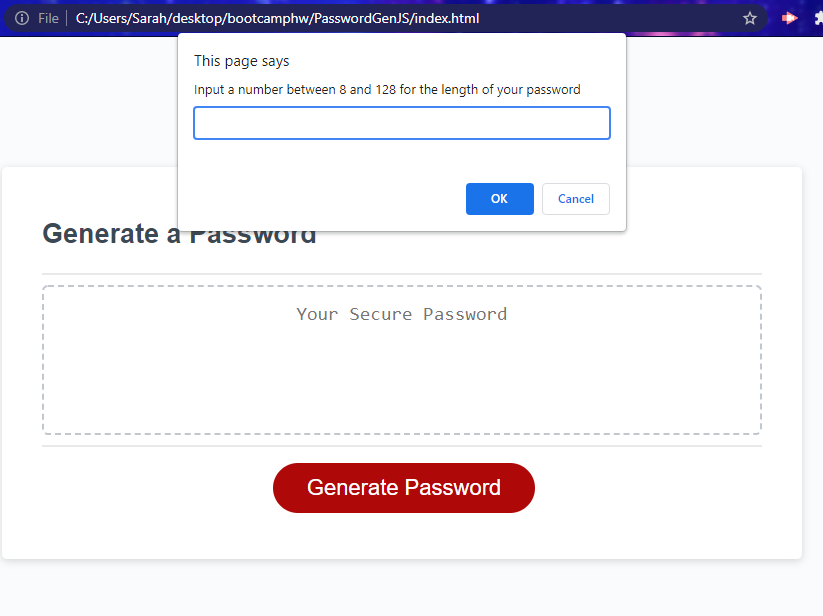 File C:/Users/Sarah/desktop/bootcamphw/PasswordGenJS/index.html
This page says
Input a number between 8 and 128 for the length of your password
OK Cancel
Generate a Password
Your Secure Password
Generate Password